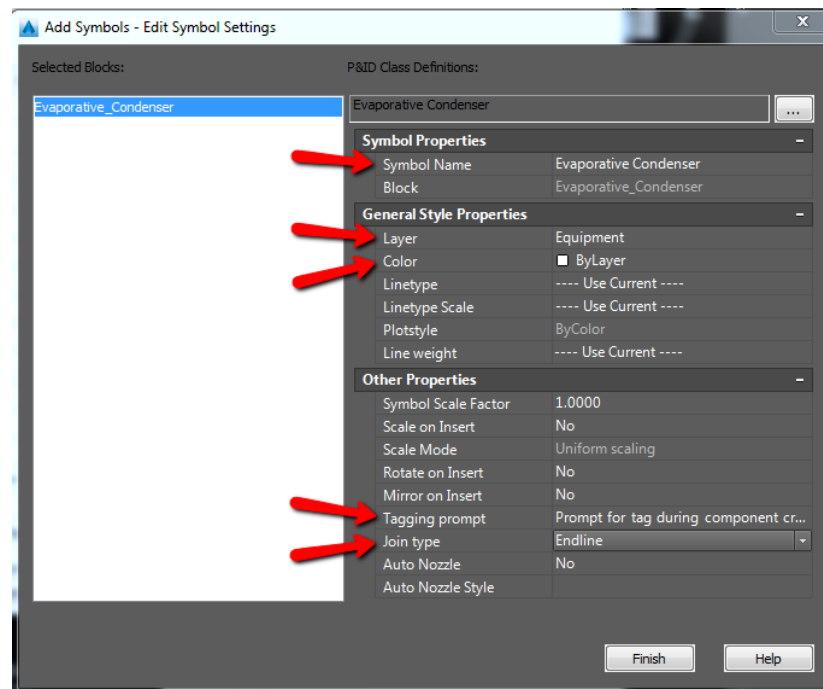 Add Symbols - Edit Symbol Settings
X
Selected Blocks:
P&ID Class Definitions:
Evaporative_Condenser
Evaporative Condenser
...
Symbol Properties –
Symbol Name Evaporative Condenser
Block Evaporative_Condenser
General Style Properties –
Layer Equipment
Color ByLayer
Linetype ---- Use Current ----
Linetype Scale ---- Use Current ----
Plotstyle ByColor
Line weight ---- Use Current ----
Other Properties –
Symbol Scale Factor 1.0000
Scale on Insert No
Scale Mode Uniform scaling
Rotate on Insert No
Mirror on Insert No
Tagging prompt Prompt for tag during component cr...
Join type Endline
Auto Nozzle No
Auto Nozzle Style
Finish Help